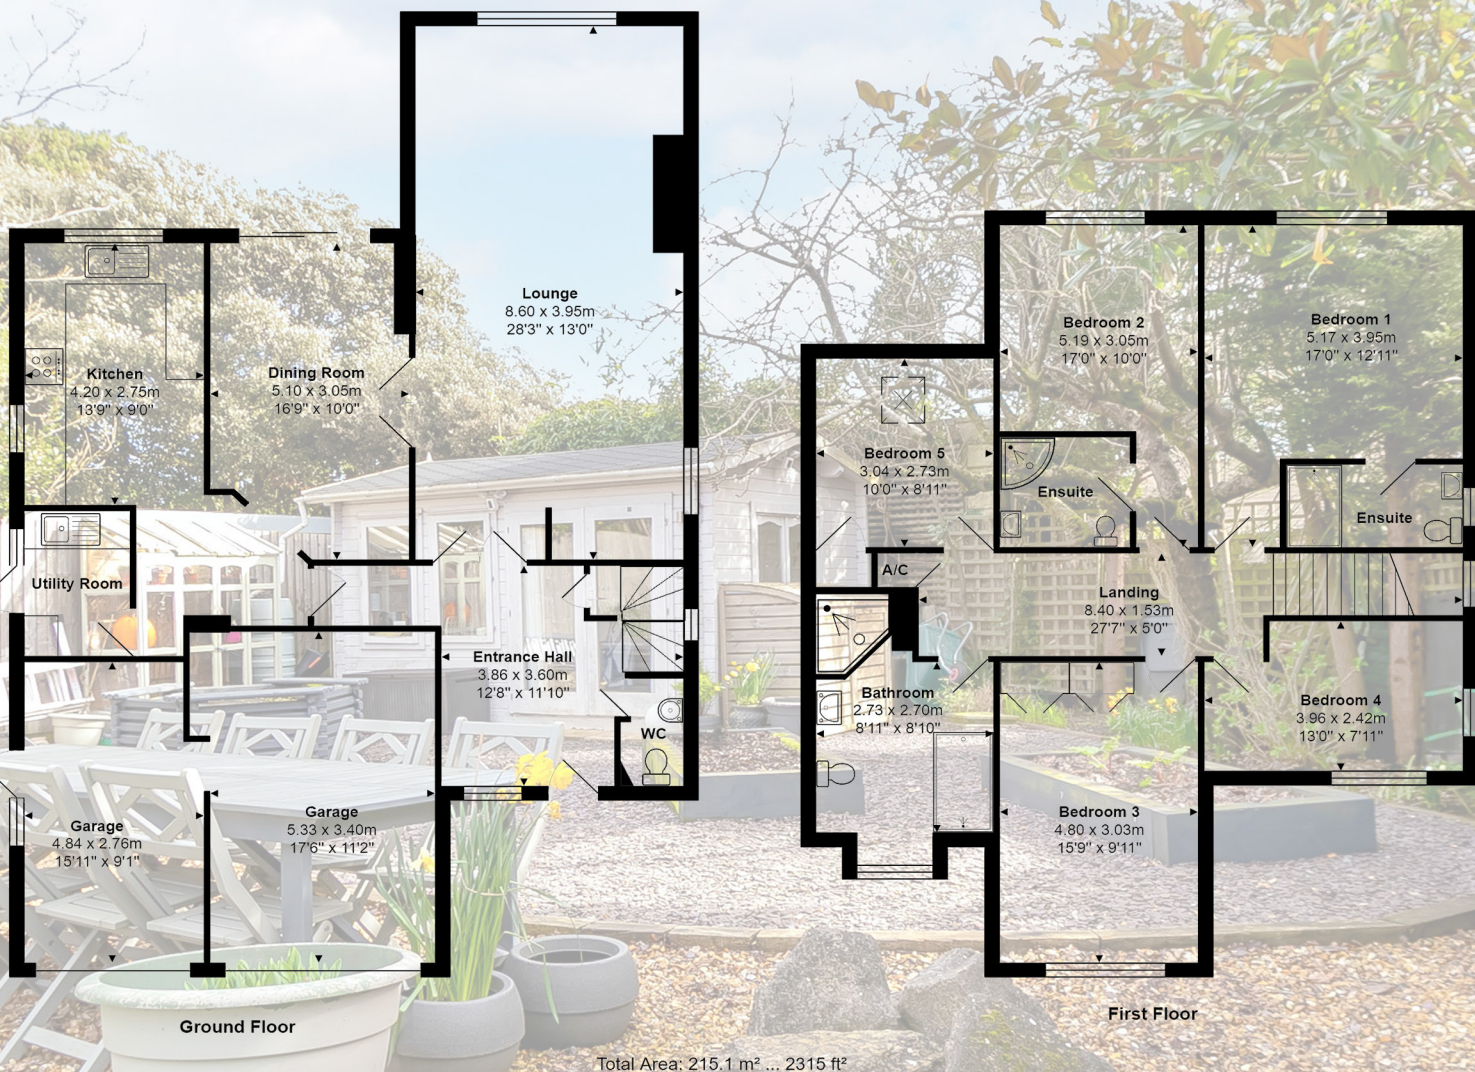 Lounge
8.60 x 3.95m
28'3" x 13'0"
Kitchen
4.20 x 2.75m
13'9" x 9'0"
Dining Room
5.10 x 3.05m
16'9" x 10'0"
Utility Room
Entrance Hall
3.86 x 3.60m
12'8" x 11'10"
WC
Garage
4.84 x 2.76m
15'11" x 9'1"
Garage
5.33 x 3.40m
17'6" x 11'2"
Ground Floor
Bedroom 2
5.19 x 3.05m
17'0" x 10'0"
Bedroom 1
5.17 x 3.95m
17'0" x 12'11"
Bedroom 5
3.04 x 2.73m
10'0" x 8'11"
Ensuite
Ensuite
A/C
Landing
8.40 x 1.53m
27'7" x 5'0"
Bathroom
2.73 x 2.70m
8'11" x 8'10"
Bedroom 4
3.96 x 2.42m
13'0" x 7'11"
Bedroom 3
4.80 x 3.03m
15'9" x 9'11"
First Floor
Total Area: 215.1 m² ... 2315 ft²